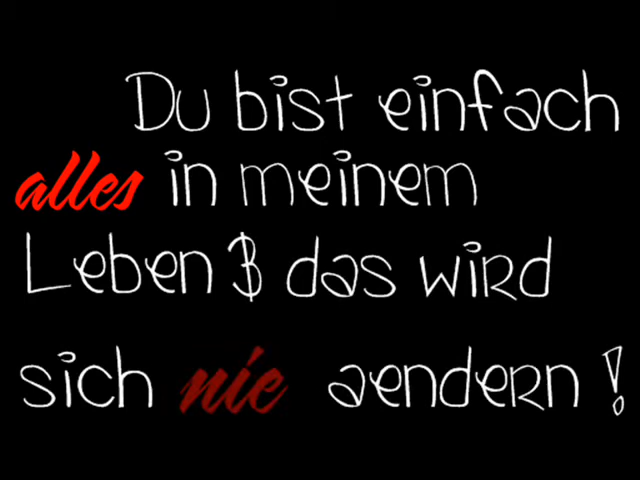 Du bist einfach
alles in meinem
Leben & das wird
sich nie aendern !